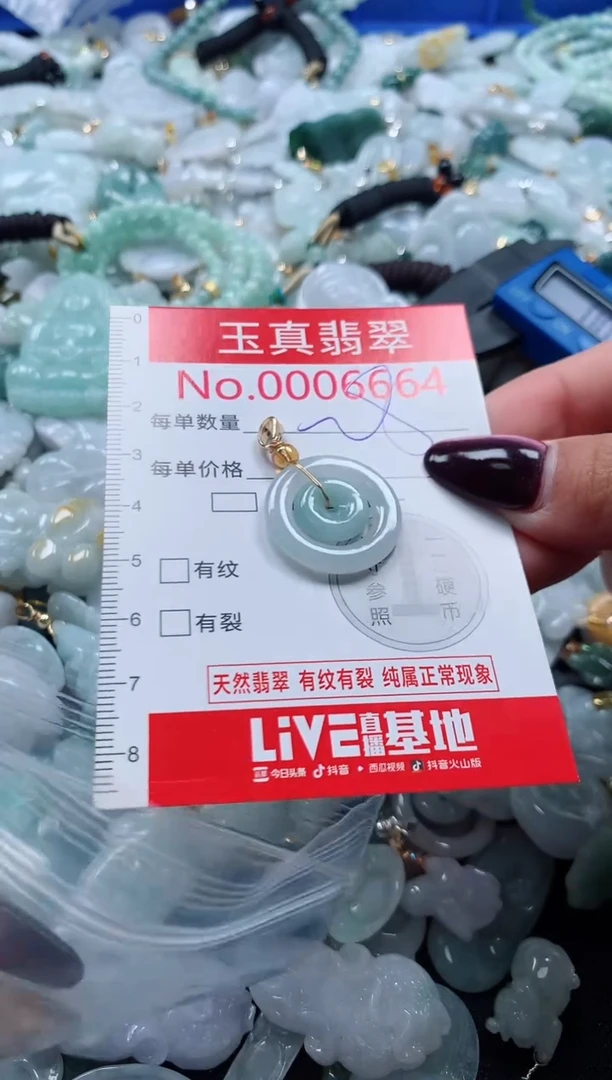 0
玉真翡翠
1
No.0006664
2
每单数量
3
每单价格
4
5
有纹
一
硬
参
币
照
6
有裂
7
天然翡翠 有纹有裂 纯属正常现象
8
LiVE直播基地
今日头条 抖音 西瓜视频 抖音火山版